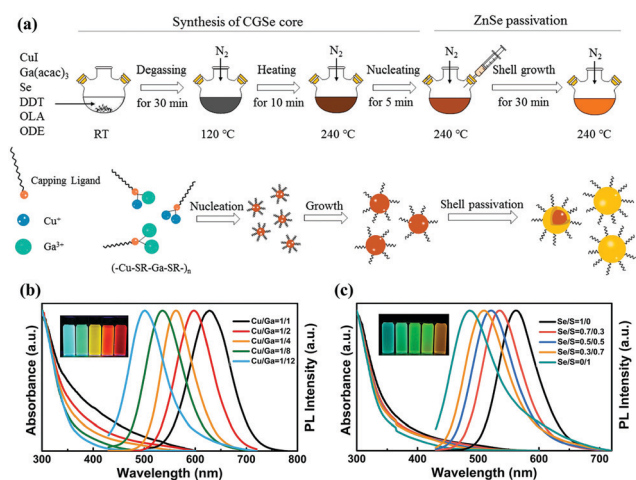 (a)
Synthesis of CGSe core
ZnSe passivation
CuI
Ga(acac)3
Se
DDT
OLA
ODE
N2
N2
N2
N2
Degassing
for 30 min
Heating
for 10 min
Nucleating
for 5 min
Shell growth
for 30 min
RT
120 ℃
240 ℃
240 ℃
240 ℃
Capping Ligand
Cu+
Ga3+
(-Cu-SR-Ga-SR-)n
Nucleation
Growth
Shell passivation
(b)
Cu/Ga=1/1
Cu/Ga=1/2
Cu/Ga=1/4
Cu/Ga=1/8
Cu/Ga=1/12
Absorbance (a.u.)
PL Intensity (a.u.)
300 400 500 600 700 800
Wavelength (nm)
(c)
Se/S=1/0
Se/S=0.7/0.3
Se/S=0.5/0.5
Se/S=0.3/0.7
Se/S=0/1
Absorbance (a.u.)
PL Intensity (a.u.)
300 400 500 600 700
Wavelength (nm)